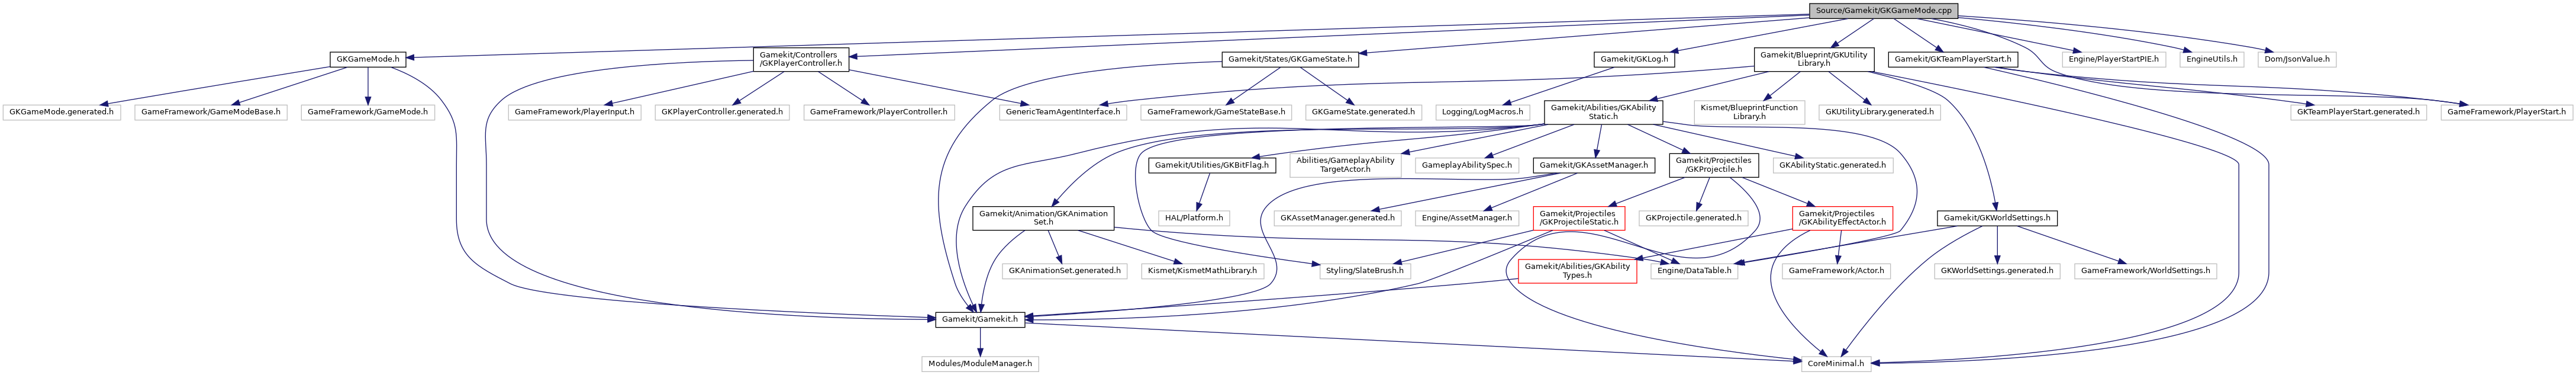 Source/Gamekit/GKGameMode.cpp
GKGameMode.h
Gamekit/Controllers
/GKPlayerController.h
Gamekit/States/GKGameState.h
Gamekit/GKLog.h
Gamekit/Blueprint/GKUtility
Library.h
Gamekit/GKTeamPlayerStart.h
Engine/PlayerStartPIE.h
EngineUtils.h
Dom/JsonValue.h
GKGameMode.generated.h
GameFramework/GameModeBase.h
GameFramework/GameMode.h
GameFramework/PlayerInput.h
GKPlayerController.generated.h
GameFramework/PlayerController.h
GenericTeamAgentInterface.h
GameFramework/GameStateBase.h
GKGameState.generated.h
Logging/LogMacros.h
Gamekit/Abilities/GKAbility
Static.h
Kismet/BlueprintFunction
Library.h
GKUtilityLibrary.generated.h
GKTeamPlayerStart.generated.h
GameFramework/PlayerStart.h
Gamekit/Utilities/GKBitFlag.h
Abilities/GameplayAbility
TargetActor.h
GameplayAbilitySpec.h
Gamekit/GKAssetManager.h
Gamekit/Projectiles
/GKProjectile.h
GKAbilityStatic.generated.h
Gamekit/Animation/GKAnimation
Set.h
HAL/Platform.h
GKAssetManager.generated.h
Engine/AssetManager.h
Gamekit/Projectiles
/GKProjectileStatic.h
GKProjectile.generated.h
Gamekit/Projectiles
/GKAbilityEffectActor.h
Gamekit/GKWorldSettings.h
GKAnimationSet.generated.h
Kismet/KismetMathLibrary.h
Styling/SlateBrush.h
Gamekit/Abilities/GKAbility
Types.h
Engine/DataTable.h
GameFramework/Actor.h
GKWorldSettings.generated.h
GameFramework/WorldSettings.h
Gamekit/Gamekit.h
Modules/ModuleManager.h
CoreMinimal.h